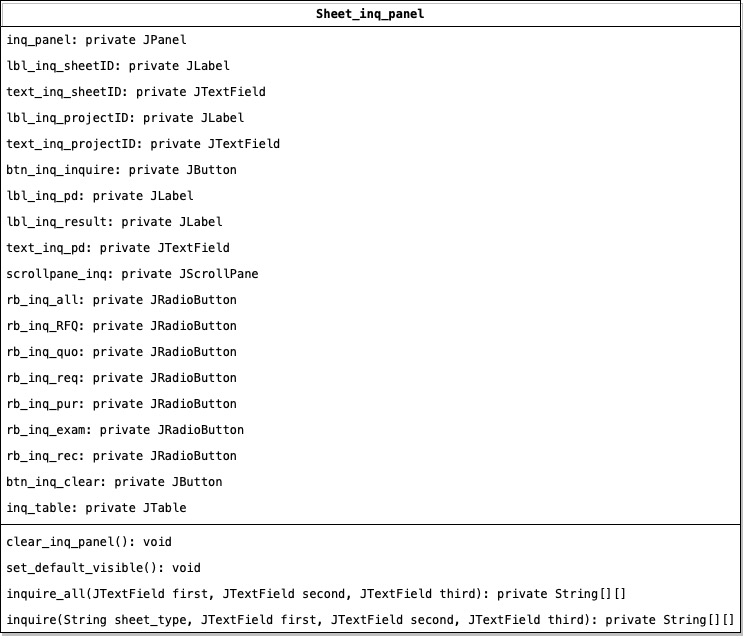 Sheet_inq_panel
inq_panel: private JPanel
lbl_inq_sheetID: private JLabel
text_inq_sheetID: private JTextField
lbl_inq_projectID: private JLabel
text_inq_projectID: private JTextField
btn_inq_inquire: private JButton
lbl_inq_pd: private JLabel
lbl_inq_result: private JLabel
text_inq_pd: private JTextField
scrollpane_inq: private JScrollPane
rb_inq_all: private JRadioButton
rb_inq_RFQ: private JRadioButton
rb_inq_quo: private JRadioButton
rb_inq_req: private JRadioButton
rb_inq_pur: private JRadioButton
rb_inq_exam: private JRadioButton
rb_inq_rec: private JRadioButton
btn_inq_clear: private JButton
inq_table: private JTable
clear_inq_panel(): void
set_default_visible(): void
inquire_all(JTextField first, JTextField second, JTextField third): private String[][]
inquire(String sheet_type, JTextField first, JTextField second, JTextField third): private String[][]